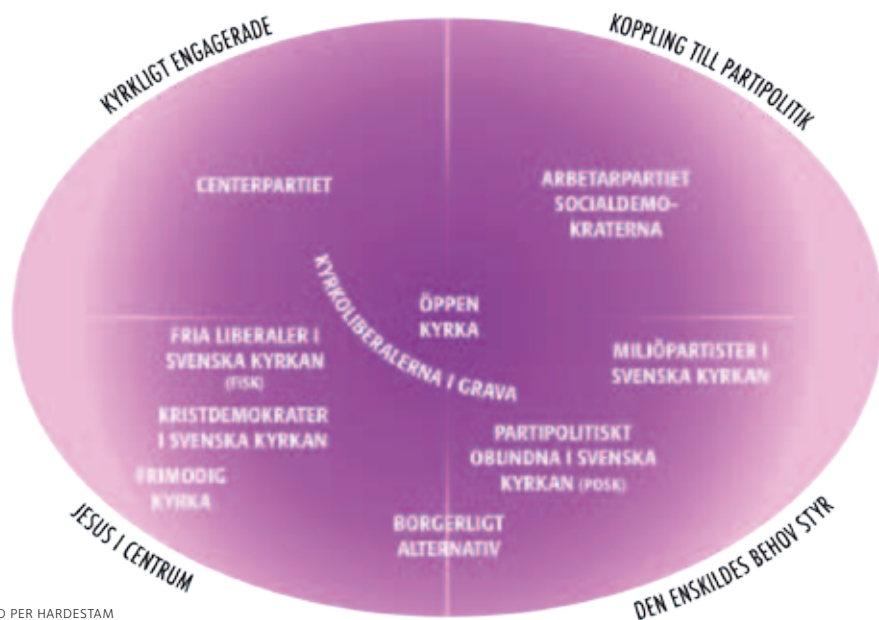 KYRKLIGT ENGAGERADE
KOPPLING TILL PARTIPOLITIK
CENTERPARTIET
ARBETARPARTIET
SOCIALDEMO-
KRATERNA
KYRKOLIBERALERNA I GRAVA
ÖPPEN
KYRKA
FRIA LIBERALER I
SVENSKA KYRKAN
(FISK)
MILJÖPARTISTER I
SVENSKA KYRKAN
KRISTDEMOKRATER
I SVENSKA KYRKAN
PARTIPOLITISKT
OBUNDNA I SVENSKA
KYRKAN (POSK)
FRIMODIG
KYRKA
BORGERLIGT
ALTERNATIV
JESUS I CENTRUM
DEN ENSKILDES BEHOV STYR
PER HARDESTAM